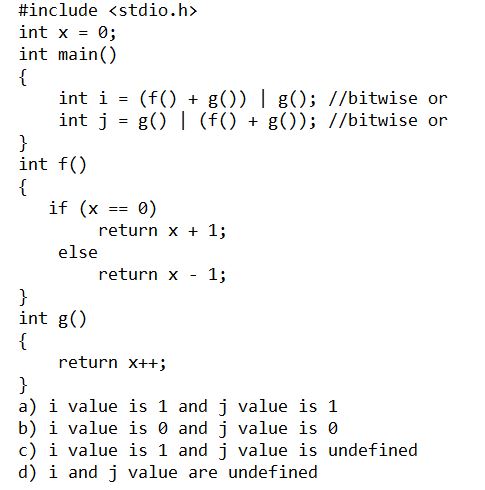 #include <stdio.h>
int x = 0;
int main()
{
    int i = (f() + g()) | g(); //bitwise or
    int j = g() | (f() + g()); //bitwise or
}
int f()
{
   if (x == 0)
        return x + 1;
    else
        return x - 1;
}
int g()
{
    return x++;
}
a) i value is 1 and j value is 1
b) i value is 0 and j value is 0
c) i value is 1 and j value is undefined
d) i and j value are undefined